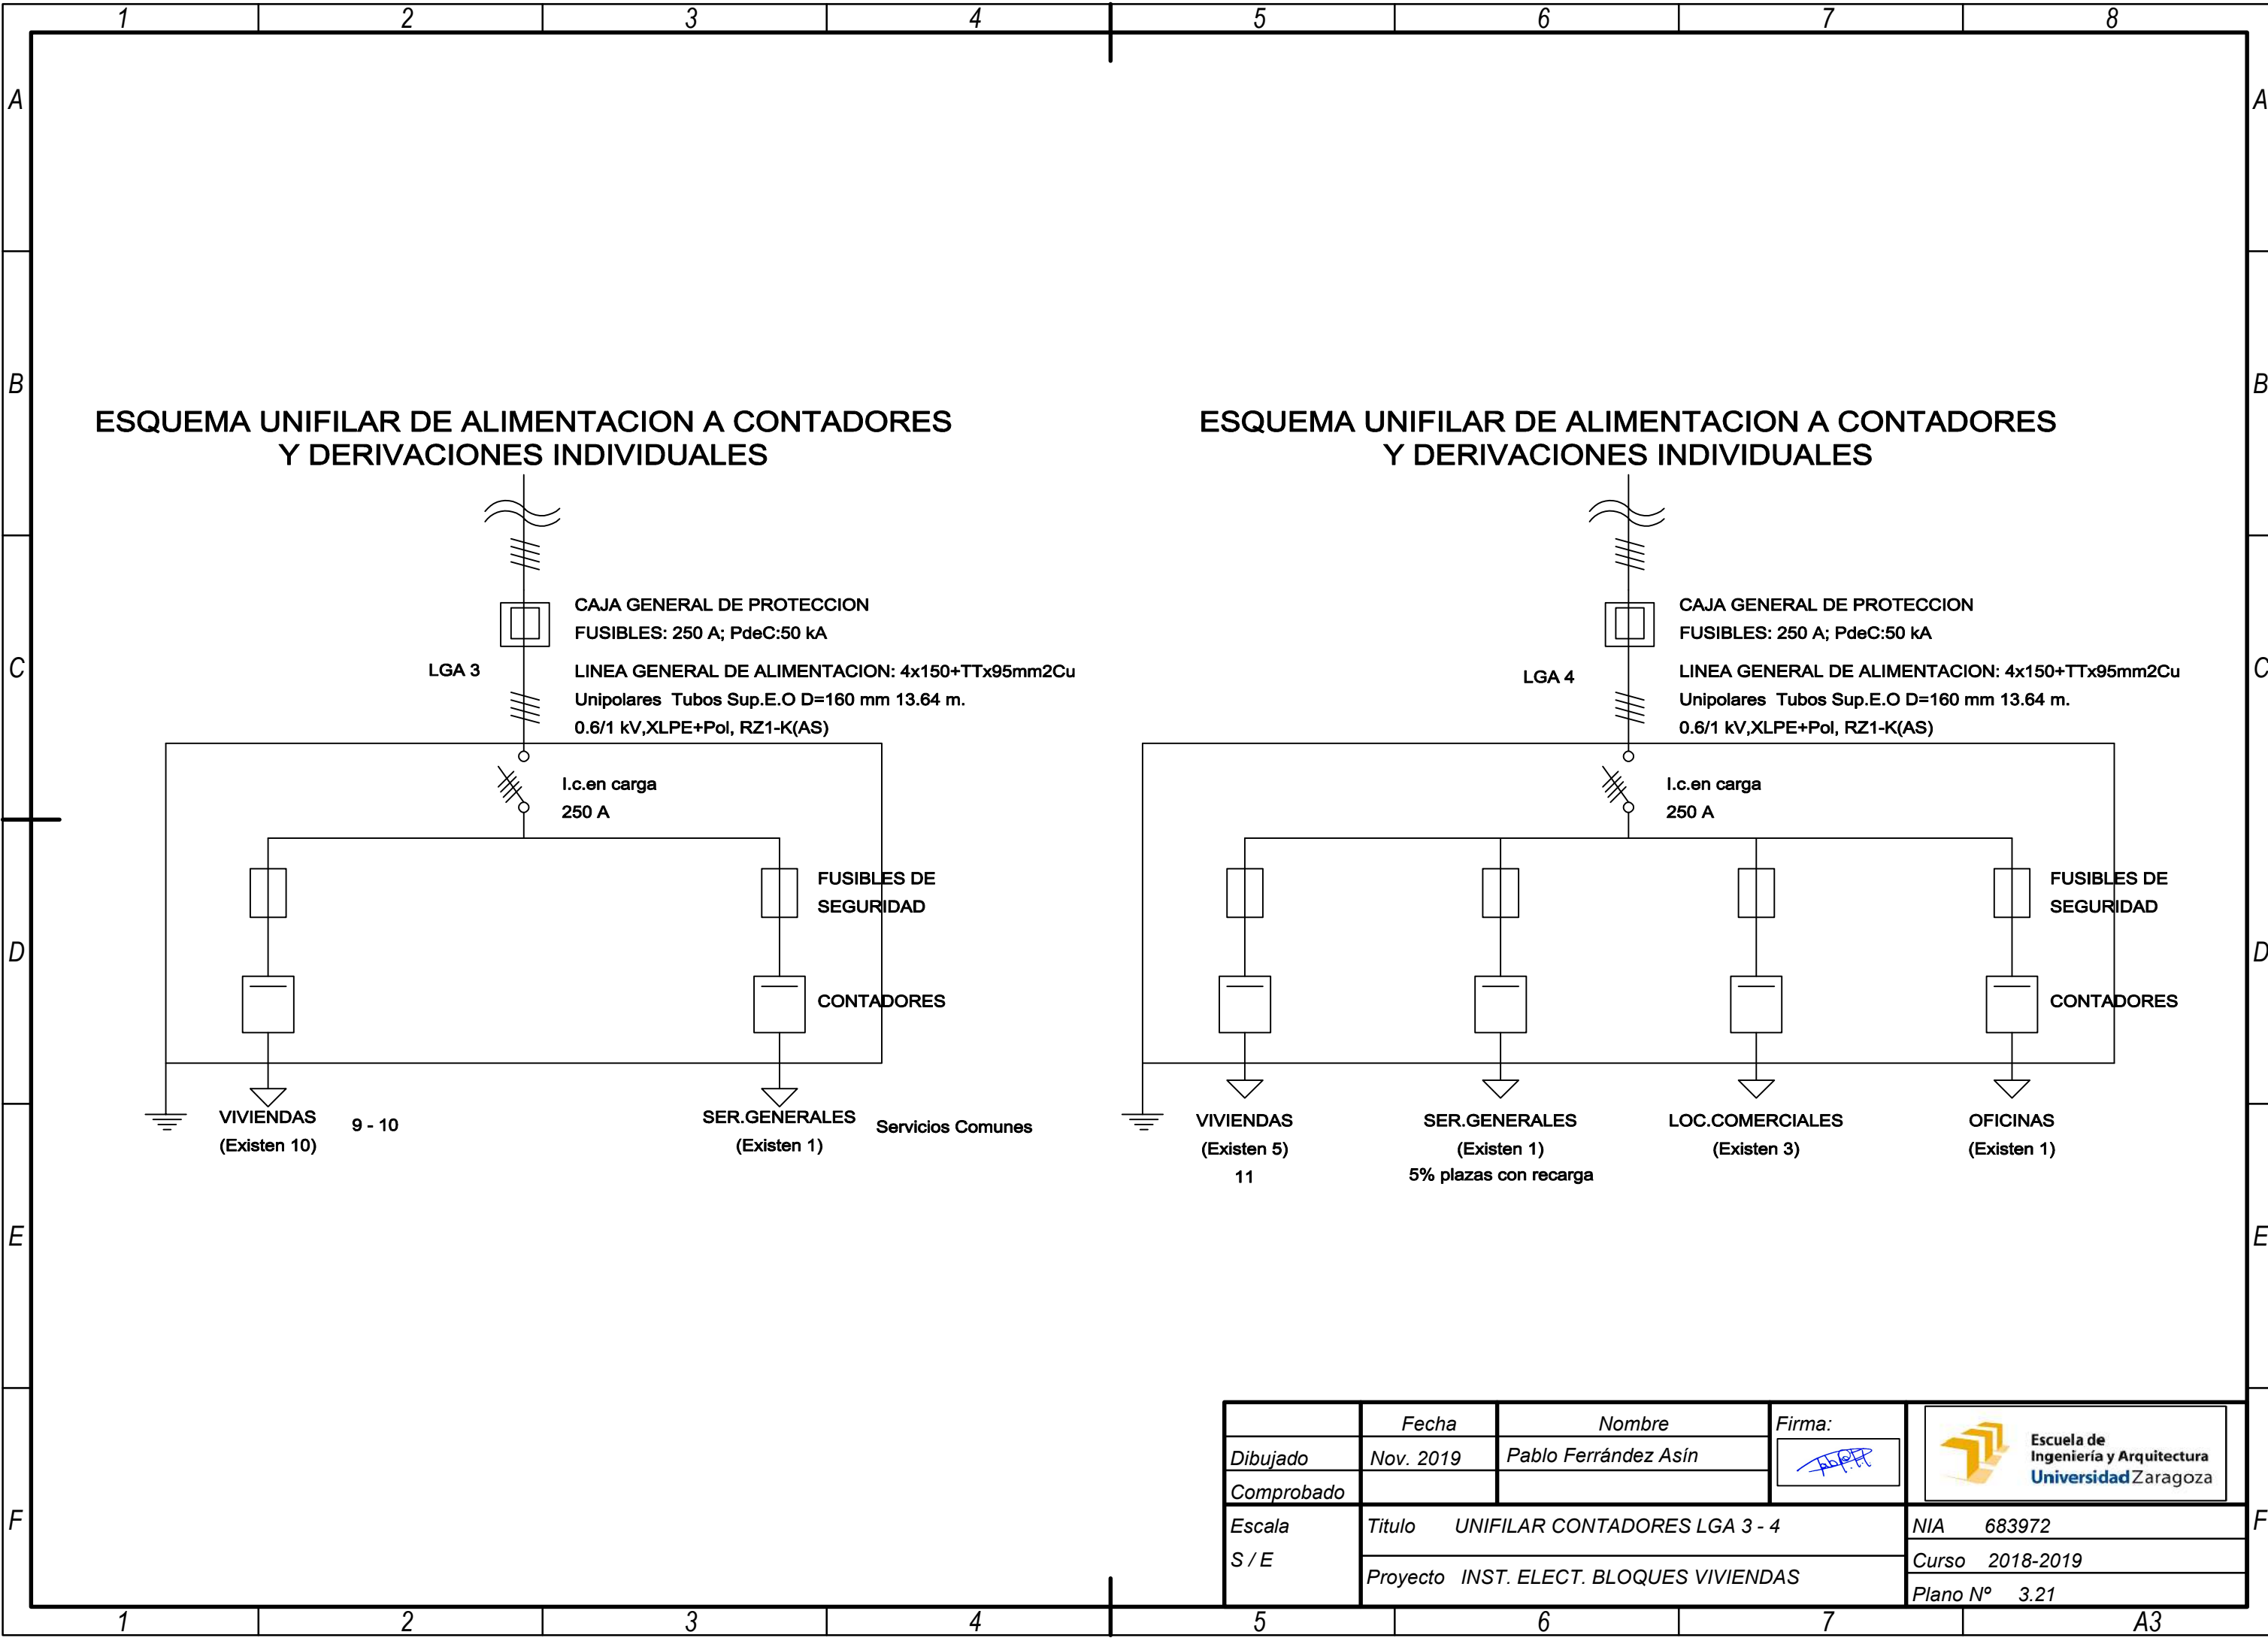 1 2 3 4 5 6 7 8
A A
B B
C C
D D
E E
F F
ESQUEMA UNIFILAR DE ALIMENTACION A CONTADORES
Y DERIVACIONES INDIVIDUALES
CAJA GENERAL DE PROTECCION
FUSIBLES: 250 A; PdeC:50 kA
LGA 3
LINEA GENERAL DE ALIMENTACION: 4x150+TTx95mm2Cu
Unipolares Tubos Sup.E.O D=160 mm 13.64 m.
0.6/1 kV,XLPE+Pol, RZ1-K(AS)
I.c.en carga
250 A
FUSIBLES DE
SEGURIDAD
CONTADORES
VIVIENDAS
(Existen 10)
9 - 10
SER.GENERALES
(Existen 1)
Servicios Comunes
ESQUEMA UNIFILAR DE ALIMENTACION A CONTADORES
Y DERIVACIONES INDIVIDUALES
CAJA GENERAL DE PROTECCION
FUSIBLES: 250 A; PdeC:50 kA
LGA 4
LINEA GENERAL DE ALIMENTACION: 4x150+TTx95mm2Cu
Unipolares Tubos Sup.E.O D=160 mm 13.64 m.
0.6/1 kV,XLPE+Pol, RZ1-K(AS)
I.c.en carga
250 A
FUSIBLES DE
SEGURIDAD
CONTADORES
VIVIENDAS
(Existen 5)
11
SER.GENERALES
(Existen 1)
5% plazas con recarga
LOC.COMERCIALES
(Existen 3)
OFICINAS
(Existen 1)
Fecha Nombre Firma:
Dibujado Nov. 2019 Pablo Ferrández Asín
Comprobado
Escuela de
Ingeniería y Arquitectura
Universidad Zaragoza
Escala
S / E
Titulo UNIFILAR CONTADORES LGA 3 - 4
Proyecto INST. ELECT. BLOQUES VIVIENDAS
NIA 683972
Curso 2018-2019
Plano Nº 3.21
1 2 3 4 5 6 7 A3